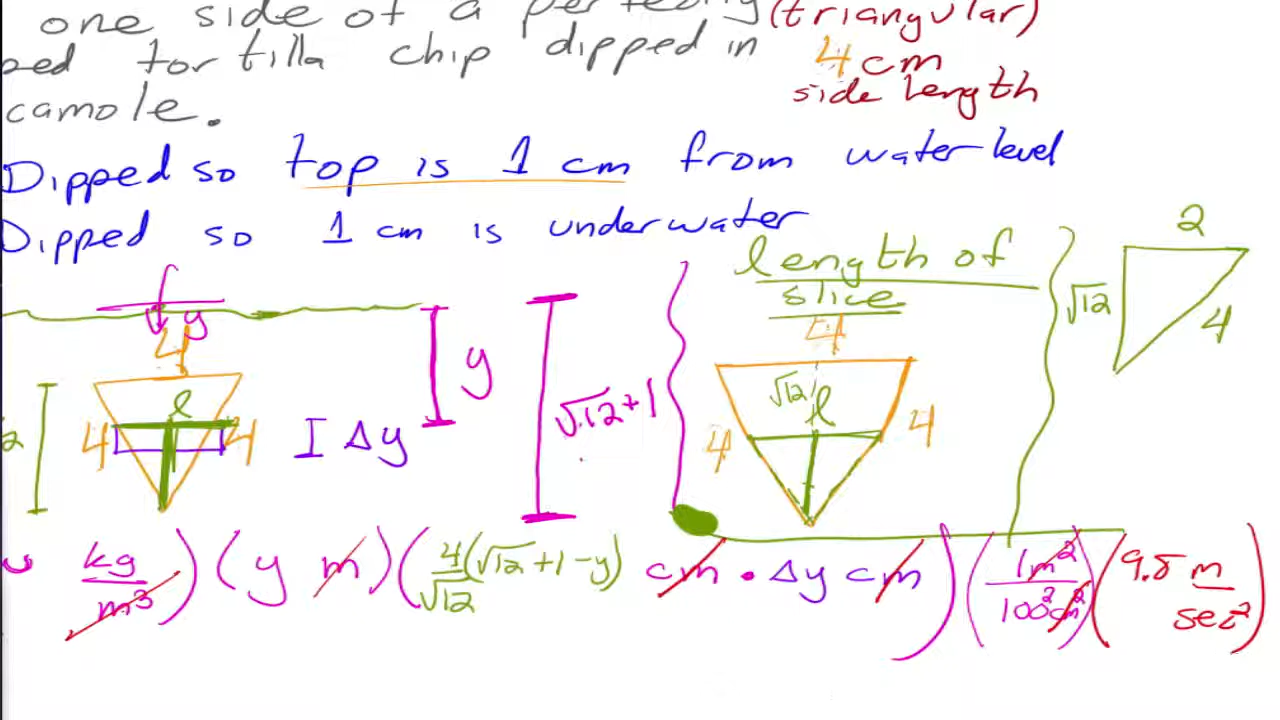 one side of a perfectly (triangular)
tortilla chip dipped in 4 cm
camole. side length
Dipped so top is 1 cm from water level
Dipped so 1 cm is underwater
length of
slice
2
√12
4
y
4
4
ℓ
4
4
2
I Δy
y
√12+1
√12
ℓ
4
4
kg/m³) (y m) (4/√12 (√12+1-y) cm • Δy cm) (1m²/100²cm²) (9.8 m/sec²)